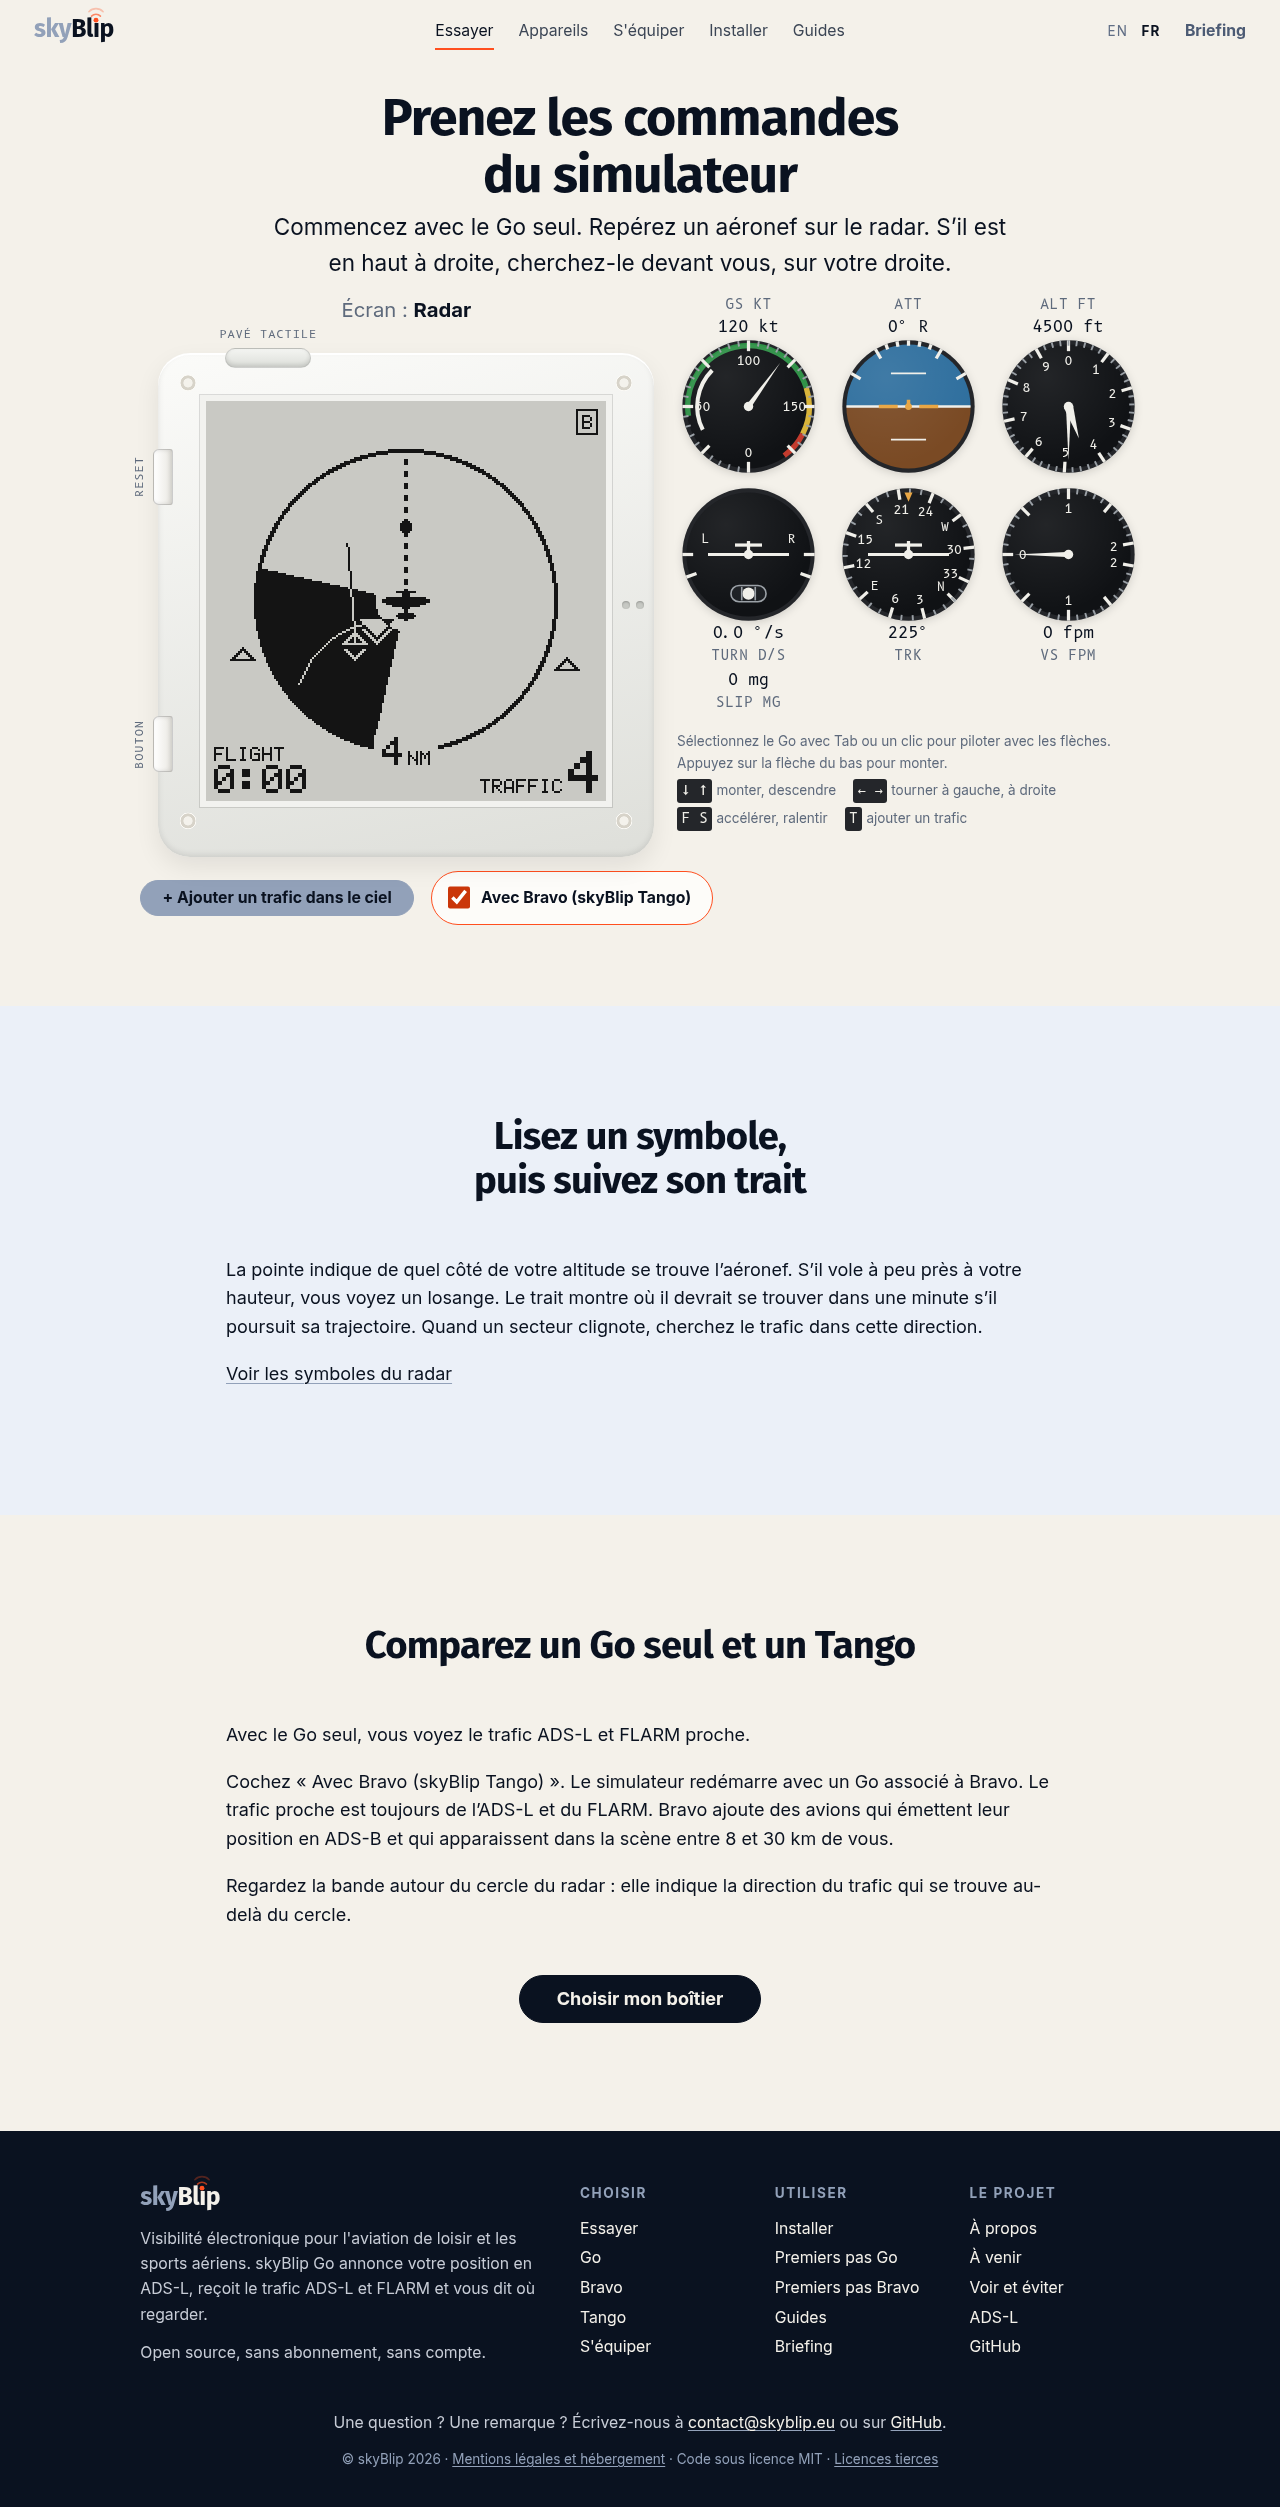 skyBlip
Essayer
Appareils
S'équiper
Installer
Guides
EN FR
Briefing
Prenez les commandes
du simulateur
Commencez avec le Go seul. Repérez un aéronef sur le radar. S’il est
en haut à droite, cherchez-le devant vous, sur votre droite.
Écran : Radar
PAVÉ TACTILE
RESET
BOUTON
B
FLIGHT
0:00
4 NM
TRAFFIC 4
GS KT
120 kt
100
50
150
0
ATT
0° R
ALT FT
4500 ft
0
1
2
3
4
5
6
7
8
9
L
R
0.0 °/s
TURN D/S
0 mg
SLIP MG
21
24
W
30
33
N
3
6
E
12
15
S
225°
TRK
1
2
2
1
0
0 fpm
VS FPM
Sélectionnez le Go avec Tab ou un clic pour piloter avec les flèches.
Appuyez sur la flèche du bas pour monter.
↓ ↑ monter, descendre ← → tourner à gauche, à droite
F S accélérer, ralentir T ajouter un trafic
+ Ajouter un trafic dans le ciel
Avec Bravo (skyBlip Tango)
Lisez un symbole,
puis suivez son trait
La pointe indique de quel côté de votre altitude se trouve l’aéronef. S’il vole à peu près à votre
hauteur, vous voyez un losange. Le trait montre où il devrait se trouver dans une minute s’il
poursuit sa trajectoire. Quand un secteur clignote, cherchez le trafic dans cette direction.
Voir les symboles du radar
Comparez un Go seul et un Tango
Avec le Go seul, vous voyez le trafic ADS-L et FLARM proche.
Cochez « Avec Bravo (skyBlip Tango) ». Le simulateur redémarre avec un Go associé à Bravo. Le
trafic proche est toujours de l’ADS-L et du FLARM. Bravo ajoute des avions qui émettent leur
position en ADS-B et qui apparaissent dans la scène entre 8 et 30 km de vous.
Regardez la bande autour du cercle du radar : elle indique la direction du trafic qui se trouve au-
delà du cercle.
Choisir mon boîtier
skyBlip
Visibilité électronique pour l'aviation de loisir et les
sports aériens. skyBlip Go annonce votre position en
ADS-L, reçoit le trafic ADS-L et FLARM et vous dit où
regarder.
Open source, sans abonnement, sans compte.
CHOISIR
Essayer
Go
Bravo
Tango
S'équiper
UTILISER
Installer
Premiers pas Go
Premiers pas Bravo
Guides
Briefing
LE PROJET
À propos
À venir
Voir et éviter
ADS-L
GitHub
Une question ? Une remarque ? Écrivez-nous à contact@skyblip.eu ou sur GitHub.
© skyBlip 2026 · Mentions légales et hébergement · Code sous licence MIT · Licences tierces